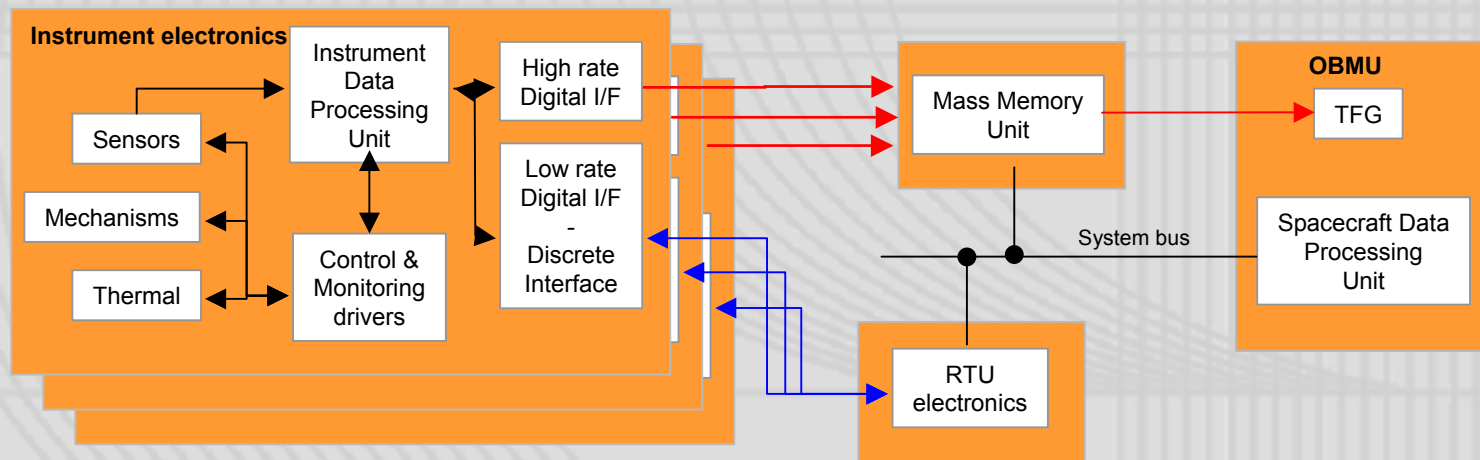 Instrument electronics
Instrument
Data
Processing
Unit
High rate
Digital I/F
Sensors
Mechanisms
Thermal
Control &
Monitoring
drivers
Low rate
Digital I/F
-
Discrete
Interface
Mass Memory
Unit
OBMU
TFG
System bus
Spacecraft Data
Processing
Unit
RTU
electronics